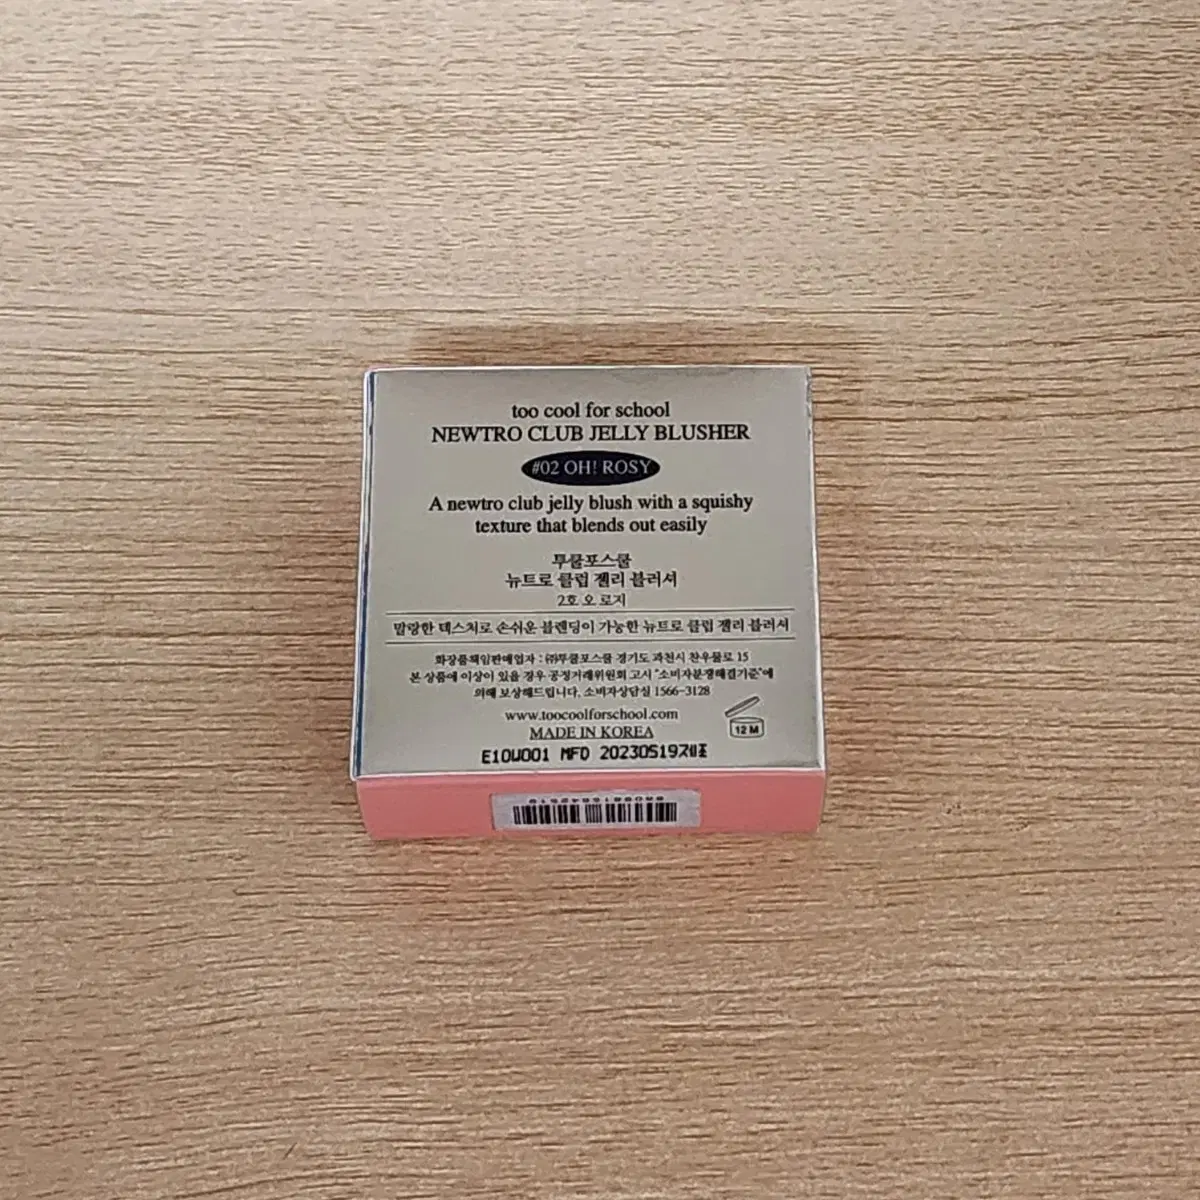 too cool for school
NEWTRO CLUB JELLY BLUSHER
#02 OH! ROSY
A newtro club jelly blush with a squishy
texture that blends out easily
투쿨포스쿨
뉴트로 클럽 젤리 블러셔
2호 오 로지
말랑한 텍스처로 손쉬운 블렌딩이 가능한 뉴트로 클럽 젤리 블러셔
화장품책임판매업자 : ㈜투쿨포스쿨 경기도 과천시 찬우물로 15
본 상품에 이상이 있을 경우 공정거래위원회 고시 "소비자분쟁해결기준"에
의해 보상해드립니다. 소비자상담실 1566-3128
www.toocoolforschool.com
MADE IN KOREA
12 M
E10W001 MFD 20230519제조